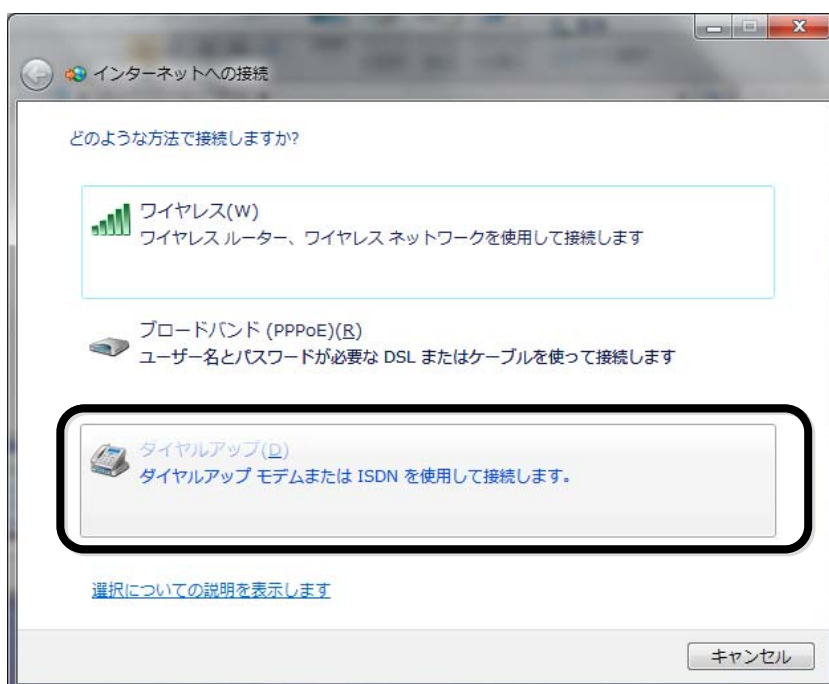 インターネットへの接続
どのような方法で接続しますか?
ワイヤレス(W)
ワイヤレス ルーター、ワイヤレス ネットワークを使用して接続します
ブロードバンド (PPPoE)(R)
ユーザー名とパスワードが必要な DSL またはケーブルを使って接続します
ダイヤルアップ(D)
ダイヤルアップ モデムまたは ISDN を使用して接続します。
選択についての説明を表示します
キャンセル